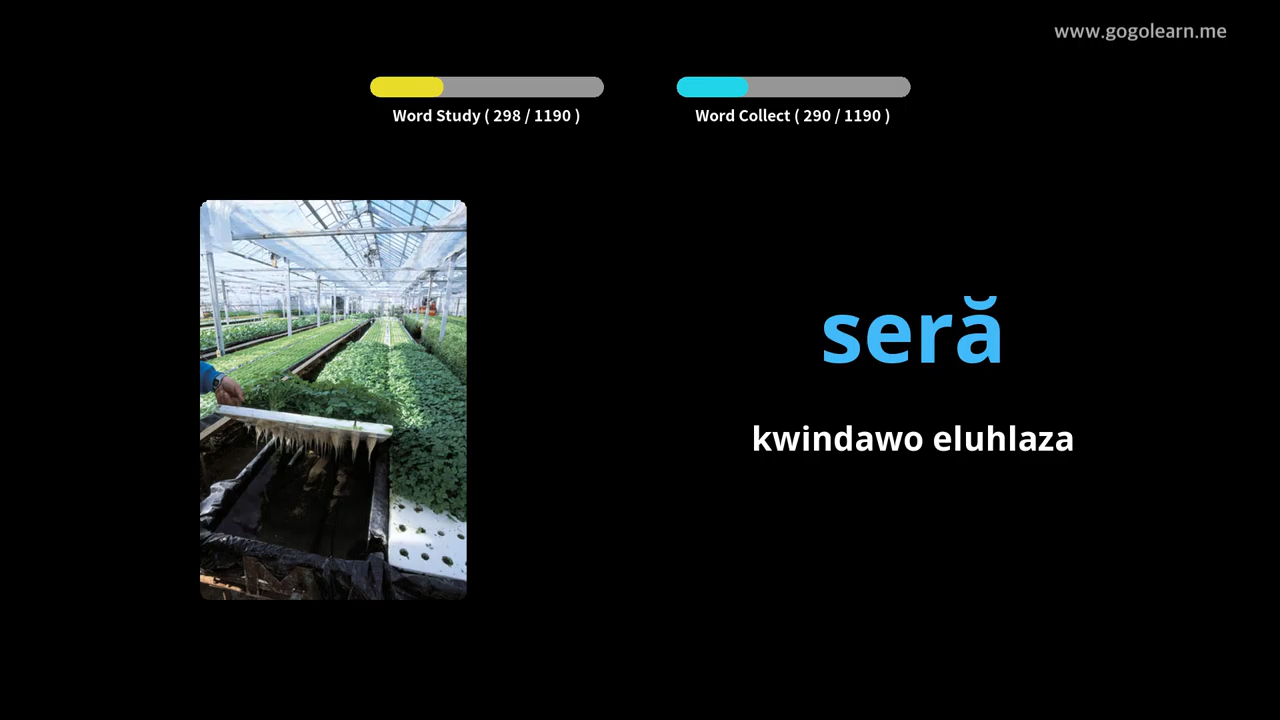 www.gogolearn.me
Word Study ( 298 / 1190 )
Word Collect ( 290 / 1190 )
seră
kwindawo eluhlaza